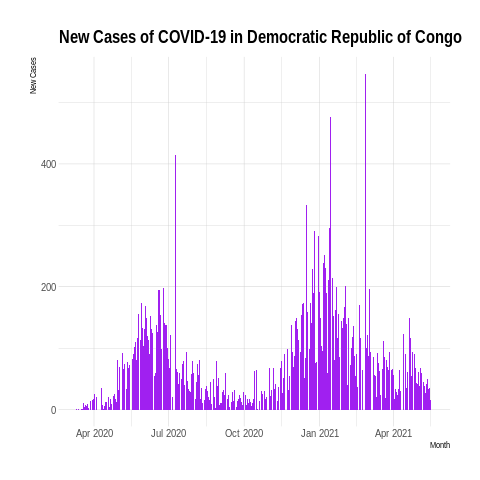 New Cases of COVID-19 in Democratic Republic of Congo
New Cases
400
200
0
Apr 2020
Jul 2020
Oct 2020
Jan 2021
Apr 2021
Month